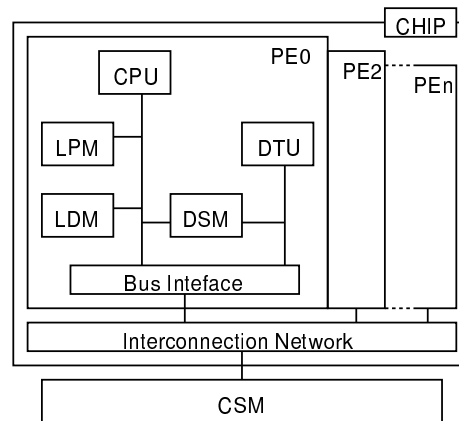 CHIP
PE0
PE2
PEn
CPU
LPM
DTU
LDM
DSM
Bus Inteface
Interconnection Network
CSM